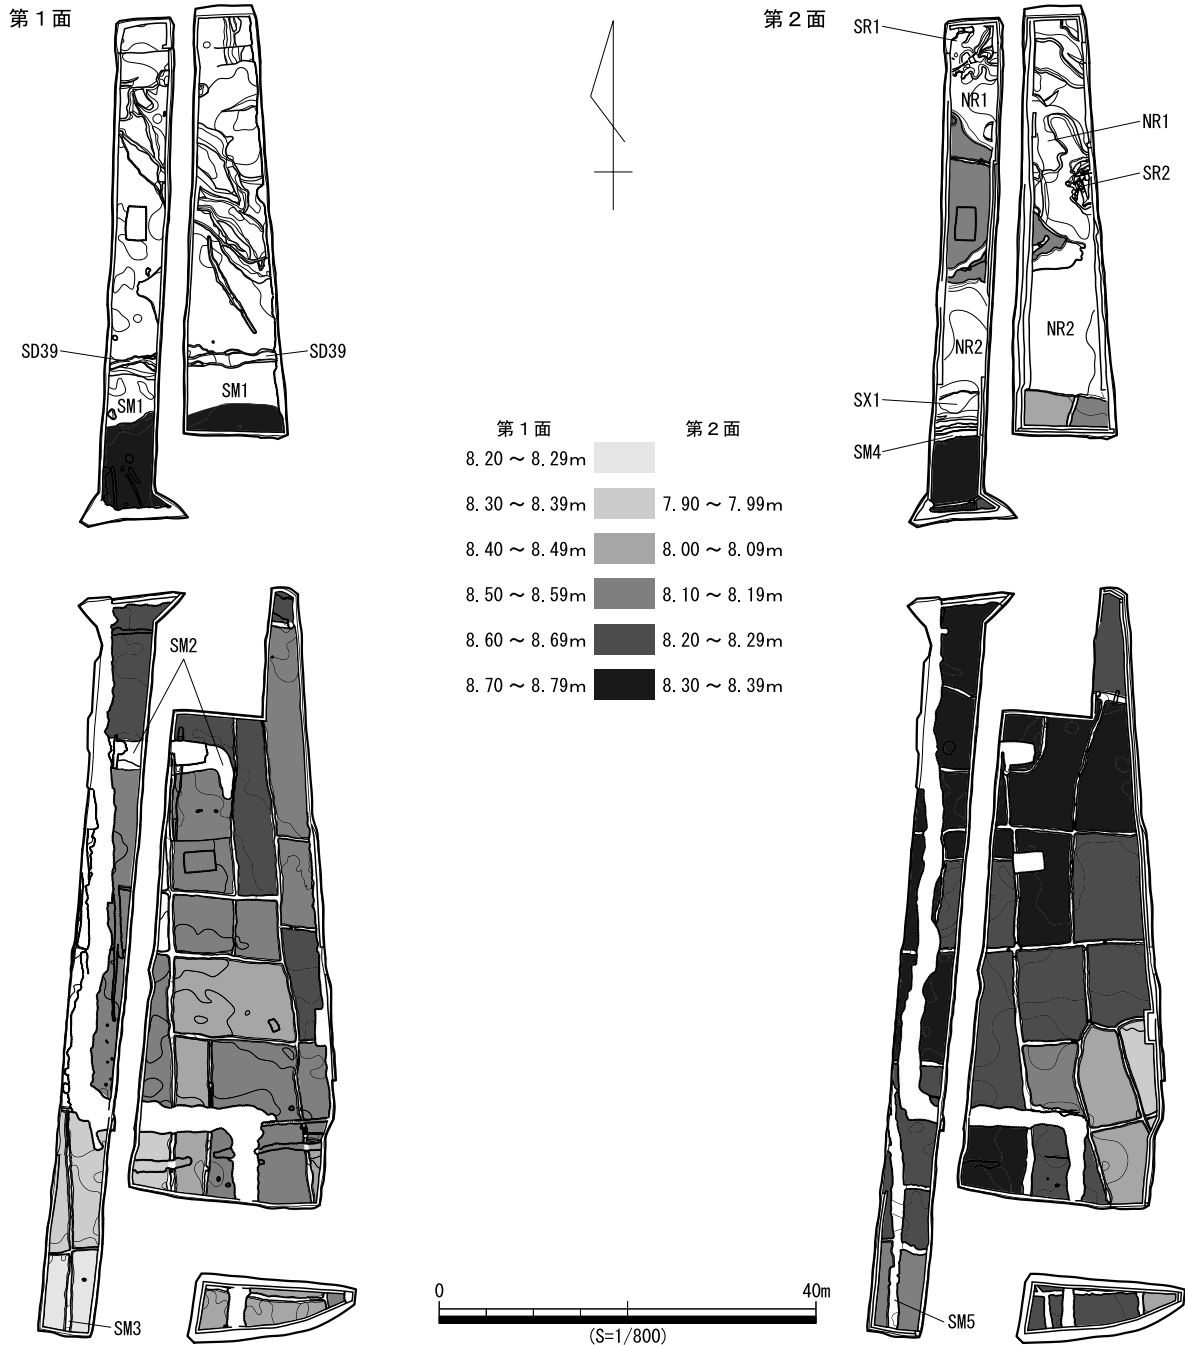 第1面
SD39
SD39
SM1
SM1
SM2
SM3
第1面 第2面
8.20～8.29m
8.30～8.39m 7.90～7.99m
8.40～8.49m 8.00～8.09m
8.50～8.59m 8.10～8.19m
8.60～8.69m 8.20～8.29m
8.70～8.79m 8.30～8.39m
0 40m
(S=1/800)
第2面
SR1
NR1
NR1
SR2
NR2
NR2
SX1
SM4
SM5